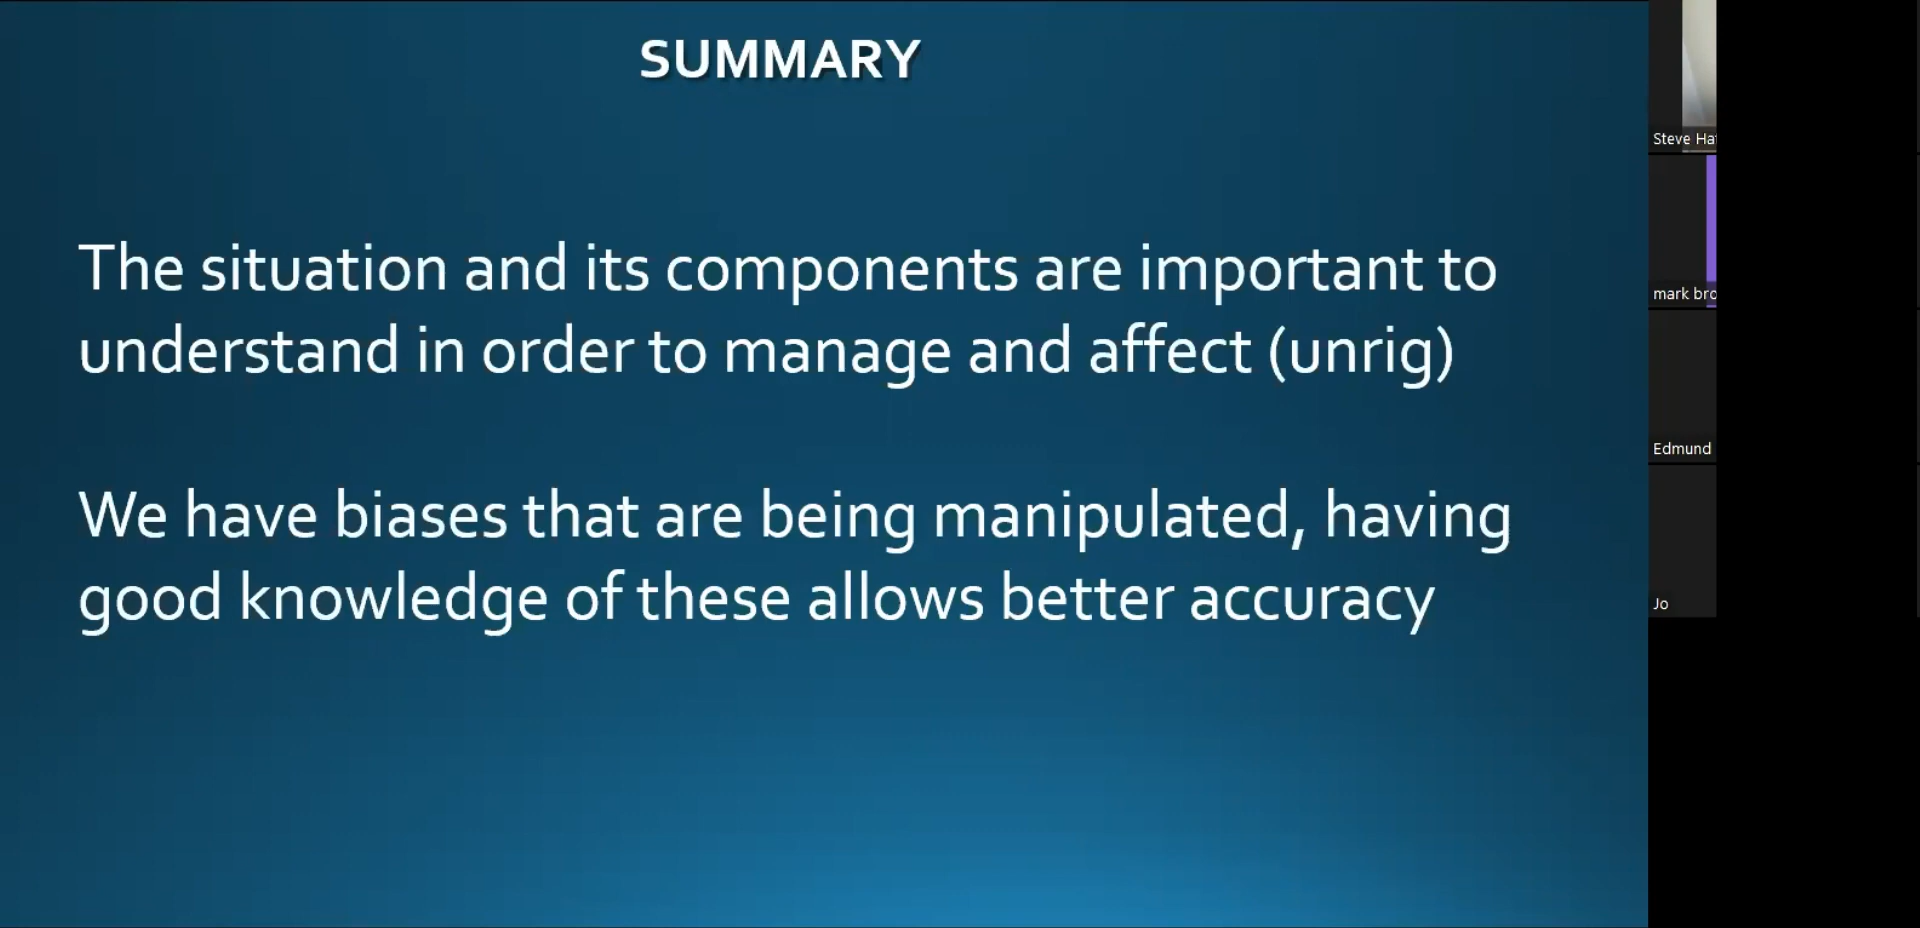 SUMMARY
The situation and its components are important to
understand in order to manage and affect (unrig)
We have biases that are being manipulated, having
good knowledge of these allows better accuracy
Steve Ha
mark bro
Edmund
Jo